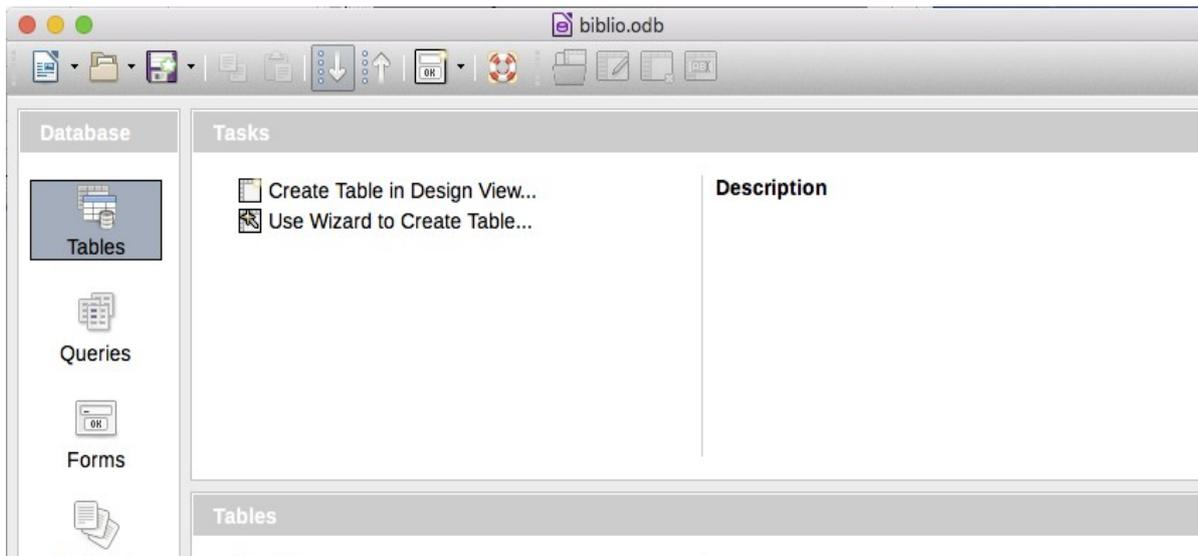 biblio.odb
Database
Tasks
Create Table in Design View...
Use Wizard to Create Table...
Description
Tables
Queries
OK
Forms
Tables